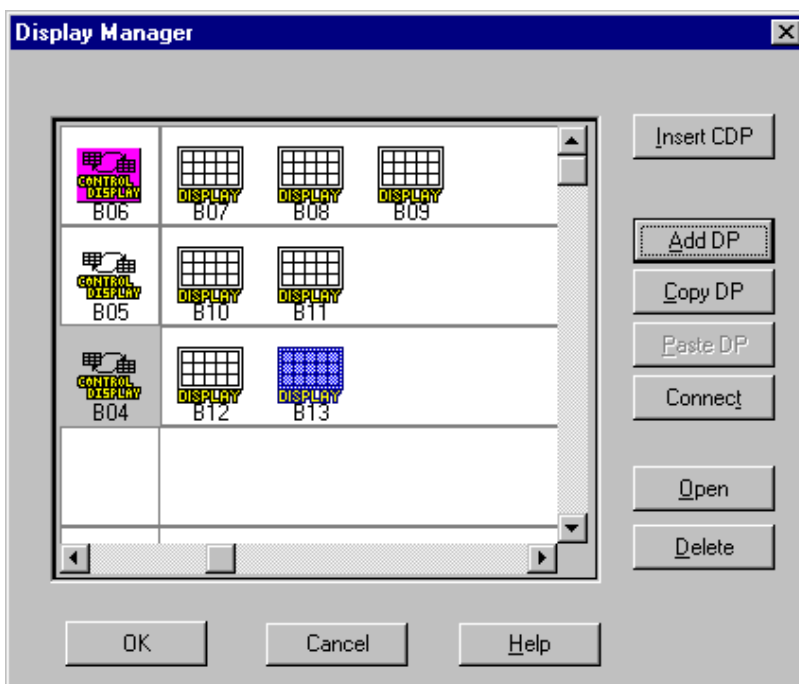 Display Manager
Insert CDP
CONTROL
DISPLAY
B06
DISPLAY
B07
DISPLAY
B08
DISPLAY
B09
Add DP
CONTROL
DISPLAY
B05
DISPLAY
B10
DISPLAY
B11
Copy DP
Paste DP
CONTROL
DISPLAY
B04
DISPLAY
B12
DISPLAY
B13
Connect
Open
Delete
OK
Cancel
Help